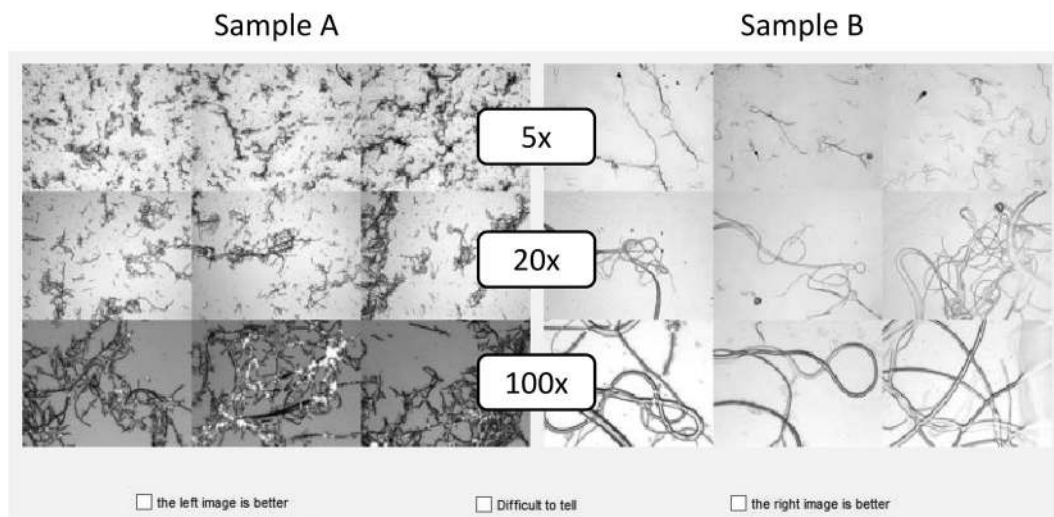 Sample A
Sample B
5x
20x
100x
the left image is better
Difficult to tell
the right image is better